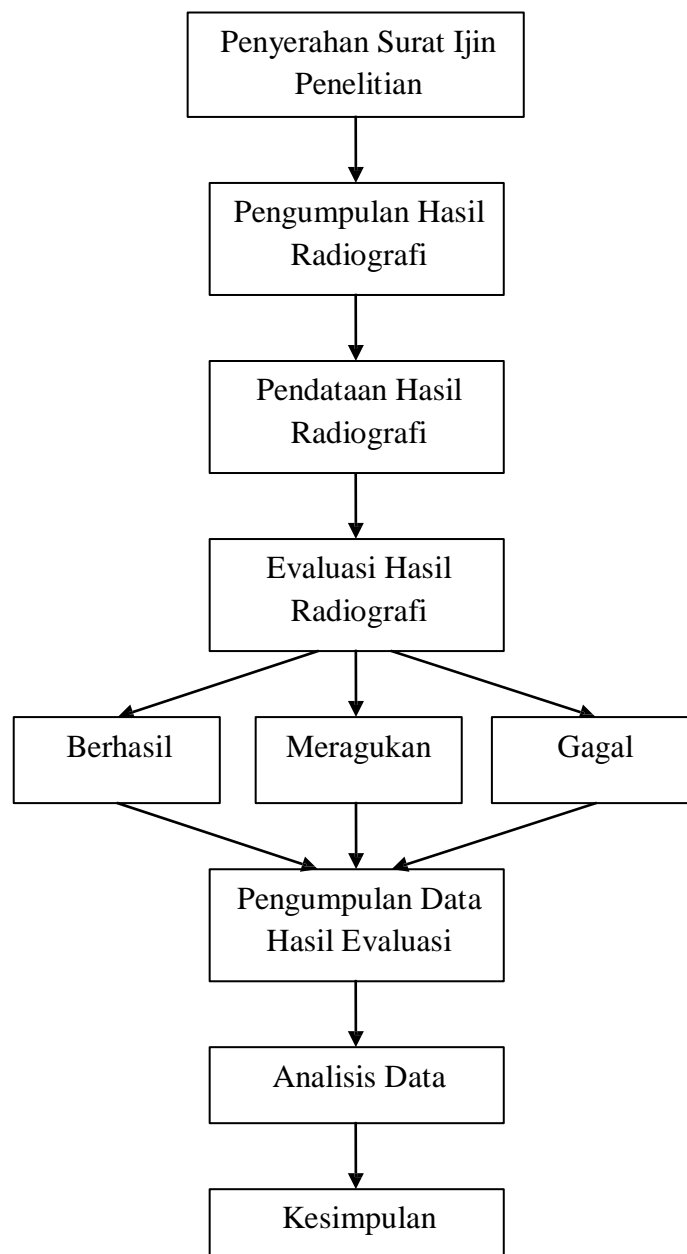 Penyerahan Surat Ijin
Penelitian
Pengumpulan Hasil
Radiografi
Pendataan Hasil
Radiografi
Evaluasi Hasil
Radiografi
Berhasil
Meragukan
Gagal
Pengumpulan Data
Hasil Evaluasi
Analisis Data
Kesimpulan